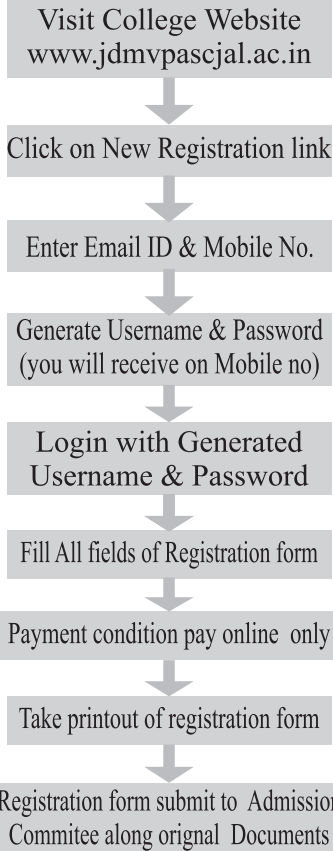 Visit College Website
www.jdmvpascjal.ac.in
Click on New Registration link
Enter Email ID & Mobile No.
Generate Username & Password
(you will receive on Mobile no)
Login with Generated
Username & Password
Fill All fields of Registration form
Payment condition pay online only
Take printout of registration form
Registration form submit to Admission
Commitee along orignal Documents